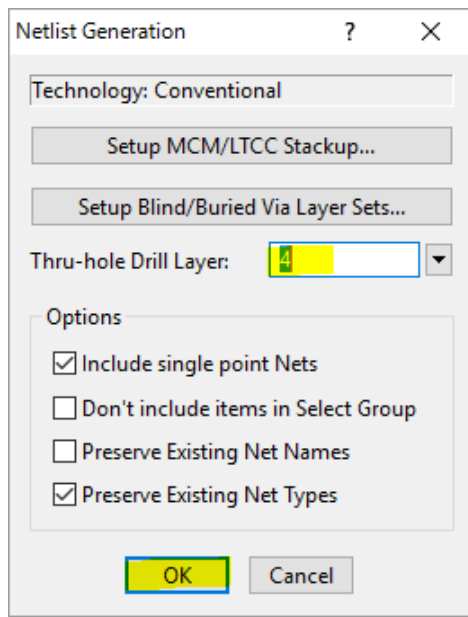 Netlist Generation ?
Technology: Conventional
Setup MCM/LTCC Stackup...
Setup Blind/Buried Via Layer Sets...
Thru-hole Drill Layer: 4
Options
Include single point Nets
Don't include items in Select Group
Preserve Existing Net Names
Preserve Existing Net Types
OK Cancel